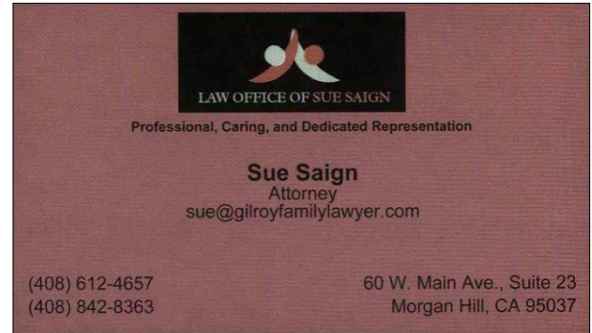 LAW OFFICE OF SUE SAIGN
Professional, Caring, and Dedicated Representation
Sue Saign
Attorney
sue@gilroyfamilylawyer.com
(408) 612-4657
(408) 842-8363
60 W. Main Ave., Suite 23
Morgan Hill, CA 95037